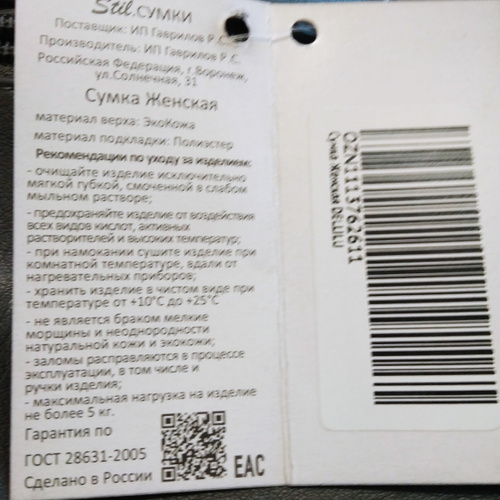 Stil.СУМКИ
Поставщик: ИП Гаврилов Р.С.
Производитель: ИП Гаврилов Р.С.
Российская Федерация, г.Воронеж,
ул.Солнечная, 31
Сумка Женская
материал верха: ЭкоКожа
материал подкладки: Полиэстер
Рекомендации по уходу за изделием:
- очищайте изделие исключительно
мягкой губкой, смоченной в слабом
мыльном растворе;
- предохраняйте изделие от воздействия
всех видов кислот, активных
растворителей и высоких температур;
- при намокании сушите изделие при
комнатной температуре, вдали от
нагревательных приборов;
- хранить изделие в чистом виде при
температуре от +10°C до +25°C
- не является браком мелкие
морщины и неоднородности
натуральной кожи и экокожи;
- заломы расправляются в процессе
эксплуатации, в том числе и
ручки изделия;
- максимальная нагрузка на изделие
не более 5 кг.
Гарантия по
ГОСТ 28631-2005
Сделано в России
EAC
OZN1113762611
Сумка Женская DELULU